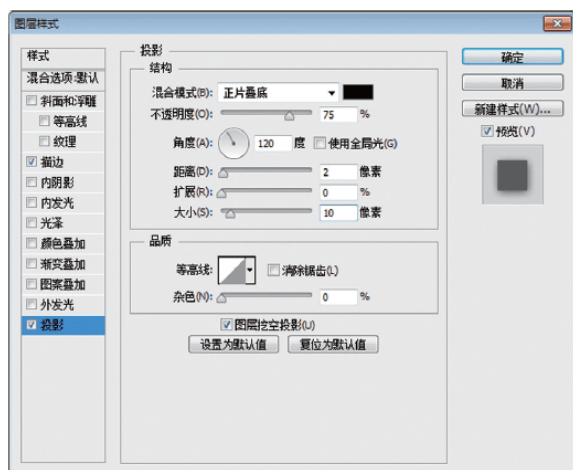 图层样式
样式
混合选项:默认
斜面和浮雕
等高线
纹理
描边
内阴影
内发光
光泽
颜色叠加
渐变叠加
图案叠加
外发光
投影
投影
结构
混合模式(B): 正片叠底
不透明度(O): 75 %
角度(A): 120 度 使用全局光(G)
距离(D): 2 像素
扩展(R): 0 %
大小(S): 10 像素
品质
等高线: 消除锯齿(L)
杂色(N): 0 %
图层挖空投影(U)
设置为默认值 复位为默认值
确定
取消
新建样式(W)...
预览(V)